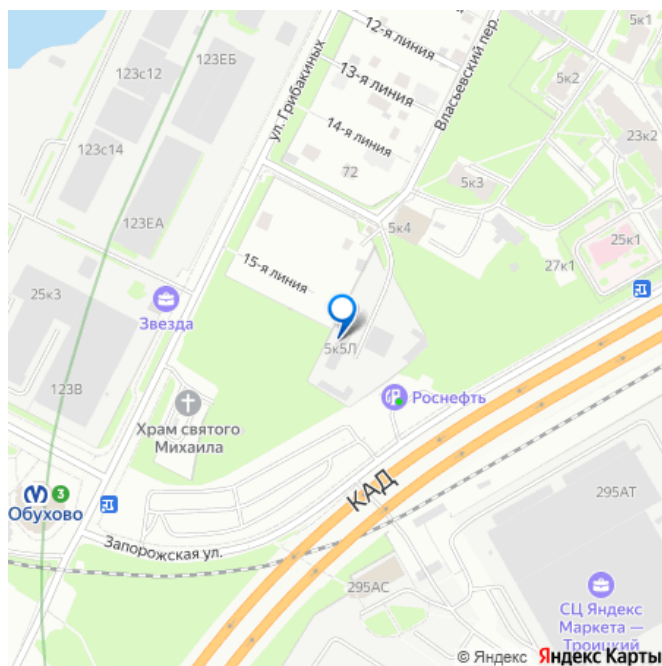 12-я линия
5к1
123с12
123ЕБ
5к2
13-я линия
ул. Грибакиных
Власьевский пер.
14-я линия
23к2
123с14
72
5к3
123ЕА
5к4
25к1
15-я линия
27к1
25к3
Звезда
5к5Л
123В
Роснефть
Храм святого
Михаила
КАД
295АТ
3
Обухово
Запорожская ул.
295АС
СЦ Яндекс
Маркета —
Троицкий
© Яндекс Яндекс Карты